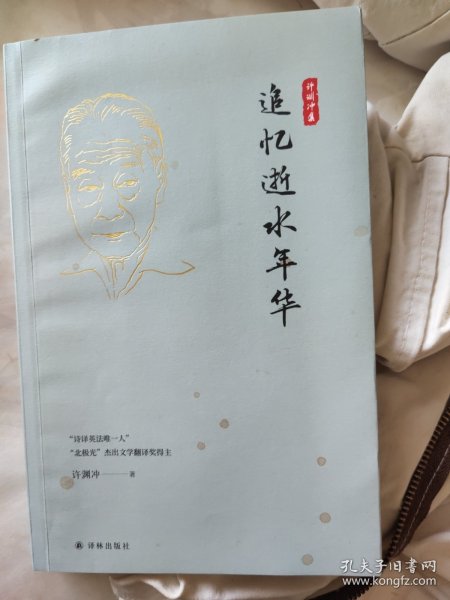 许渊冲集
追忆逝水年华
“诗译英法唯一人”
“北极光”杰出文学翻译奖得主
许渊冲——著
译林出版社
孔夫子旧书网
www.kongfz.com